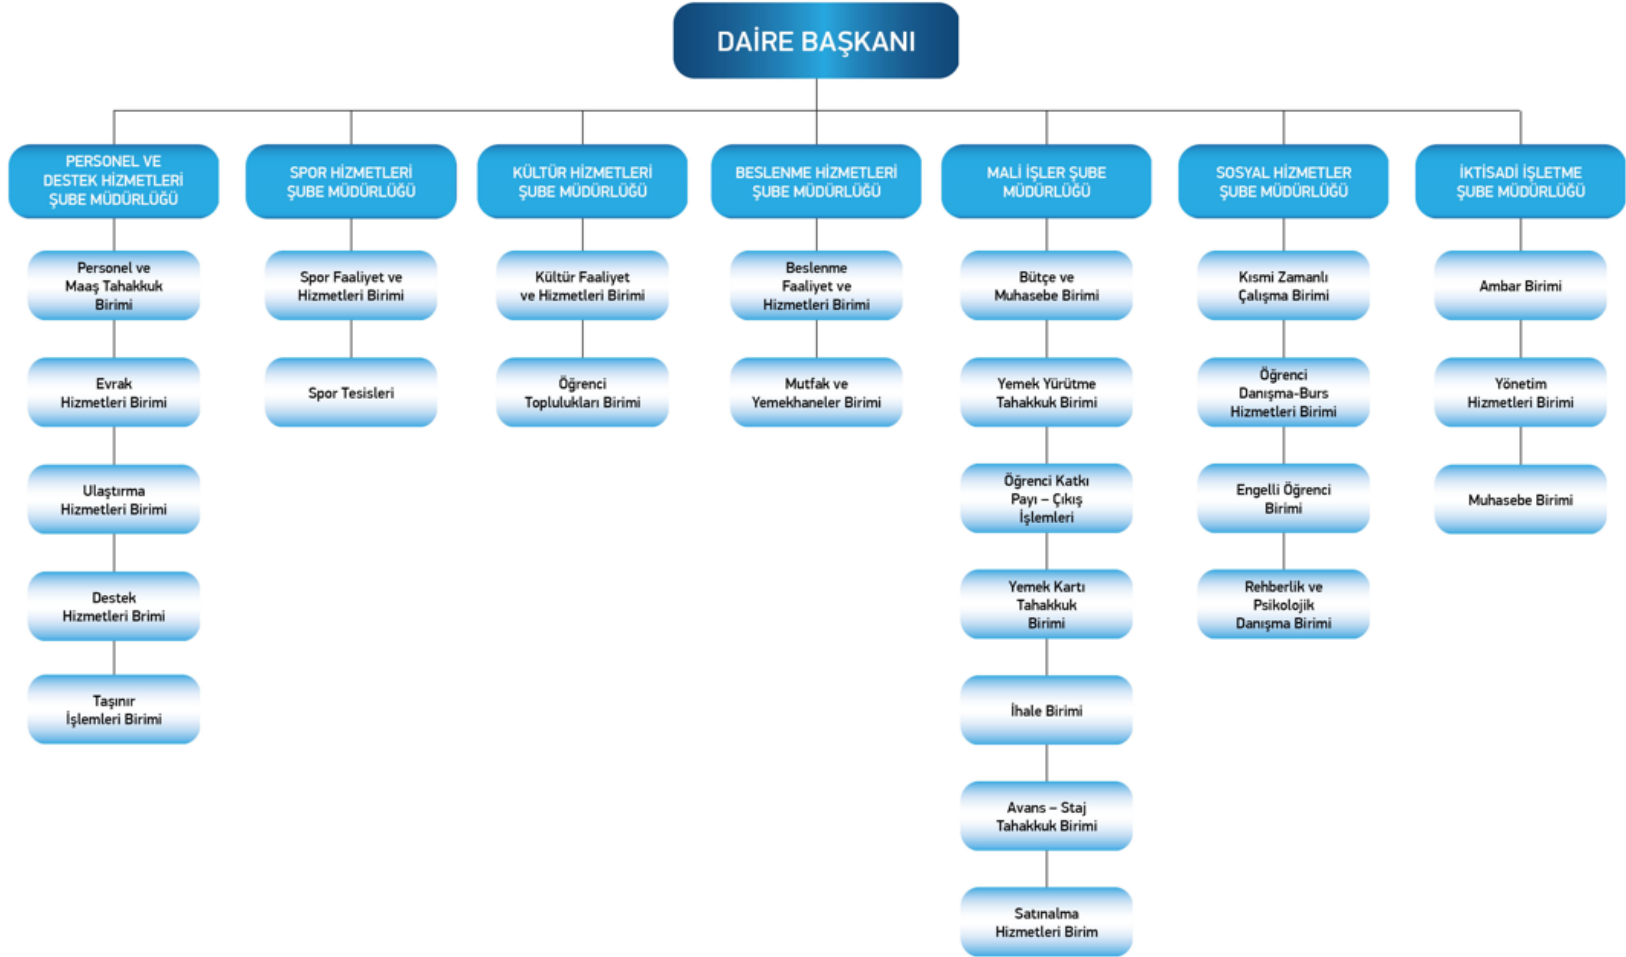 DAİRE BAŞKANI
PERSONEL VE
DESTEK HİZMETLERİ
ŞUBE MÜDÜRLÜĞÜ
Personel ve
Maaş Tahakkuk
Birimi
Evrak
Hizmetleri Birimi
Ulaştırma
Hizmetleri Birimi
Destek
Hizmetleri Brimi
Taşınır
İşlemleri Birimi
SPOR HİZMETLERİ
ŞUBE MÜDÜRLÜĞÜ
Spor Faaliyet ve
Hizmetleri Birimi
Spor Tesisleri
KÜLTÜR HİZMETLERİ
ŞUBE MÜDÜRLÜĞÜ
Kültür Faaliyet
ve Hizmetleri Birimi
Öğrenci
Toplulukları Birimi
BESLENME HİZMETLERİ
ŞUBE MÜDÜRLÜĞÜ
Beslenme
Faaliyet ve
Hizmetleri Birimi
Mutfak ve
Yemekhaneler Birimi
MALİ İŞLER ŞUBE
MÜDÜRLÜĞÜ
Bütçe ve
Muhasebe Birimi
Yemek Yürütme
Tahakkuk Birimi
Öğrenci Katkı
Payı – Çıkış
İşlemleri
Yemek Kartı
Tahakkuk
Birimi
İhale Birimi
Avans – Staj
Tahakkuk Birimi
Satınalma
Hizmetleri Birim
SOSYAL HİZMETLER
ŞUBE MÜDÜRLÜĞÜ
Kısmi Zamanlı
Çalışma Birimi
Öğrenci
Danışma-Burs
Hizmetleri Birimi
Engelli Öğrenci
Birimi
Rehberlik ve
Psikolojik
Danışma Birimi
İKTİSADİ İŞLETME
ŞUBE MÜDÜRLÜĞÜ
Ambar Birimi
Yönetim
Hizmetleri Birimi
Muhasebe Birimi